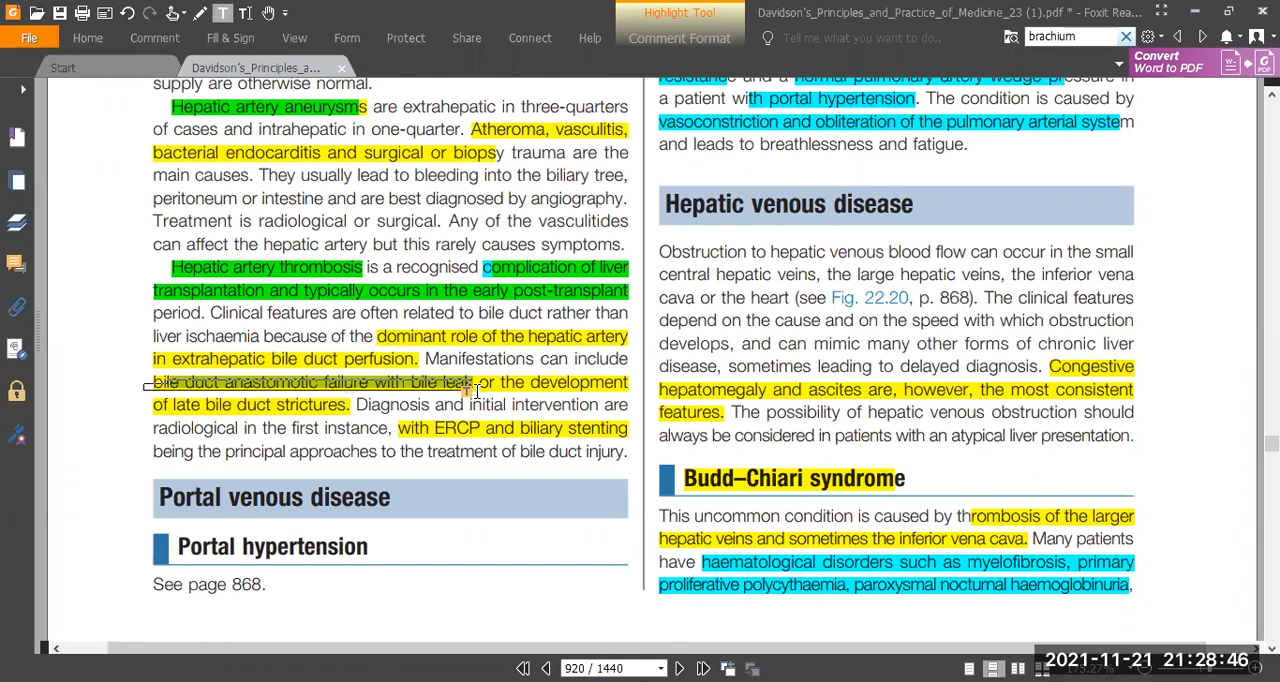 Highlight Tool
Davidson's_Principles_and_Practice_of_Medicine_23 (1).pdf * - Foxit Rea...
File
Home
Comment
Fill & Sign
View
Form
Protect
Share
Connect
Help
Comment Format
Tell me what you want to do..
brachium
Start
Davidson's_Principles_a...
Convert
Word to PDF
supply are otherwise normal.
Hepatic artery aneurysms are extrahepatic in three-quarters
of cases and intrahepatic in one-quarter. Atheroma, vasculitis,
bacterial endocarditis and surgical or biopsy trauma are the
main causes. They usually lead to bleeding into the biliary tree,
peritoneum or intestine and are best diagnosed by angiography.
Treatment is radiological or surgical. Any of the vasculitides
can affect the hepatic artery but this rarely causes symptoms.
Hepatic artery thrombosis is a recognised complication of liver
transplantation and typically occurs in the early post-transplant
period. Clinical features are often related to bile duct rather than
liver ischaemia because of the dominant role of the hepatic artery
in extrahepatic bile duct perfusion. Manifestations can include
bile duct anastomotic failure with bile leak or the development
of late bile duct strictures. Diagnosis and initial intervention are
radiological in the first instance, with ERCP and biliary stenting
being the principal approaches to the treatment of bile duct injury.
Portal venous disease
Portal hypertension
See page 868.
resistance and a normal pulmonary artery wedge pressure in
a patient with portal hypertension. The condition is caused by
vasoconstriction and obliteration of the pulmonary arterial system
and leads to breathlessness and fatigue.
Hepatic venous disease
Obstruction to hepatic venous blood flow can occur in the small
central hepatic veins, the large hepatic veins, the inferior vena
cava or the heart (see Fig. 22.20, p. 868). The clinical features
depend on the cause and on the speed with which obstruction
develops, and can mimic many other forms of chronic liver
disease, sometimes leading to delayed diagnosis. Congestive
hepatomegaly and ascites are, however, the most consistent
features. The possibility of hepatic venous obstruction should
always be considered in patients with an atypical liver presentation.
Budd–Chiari syndrome
This uncommon condition is caused by thrombosis of the larger
hepatic veins and sometimes the inferior vena cava. Many patients
have haematological disorders such as myelofibrosis, primary
proliferative polycythaemia, paroxysmal nocturnal haemoglobinuria,
920 / 1440
175.27%
2021-11-21 21:28:46